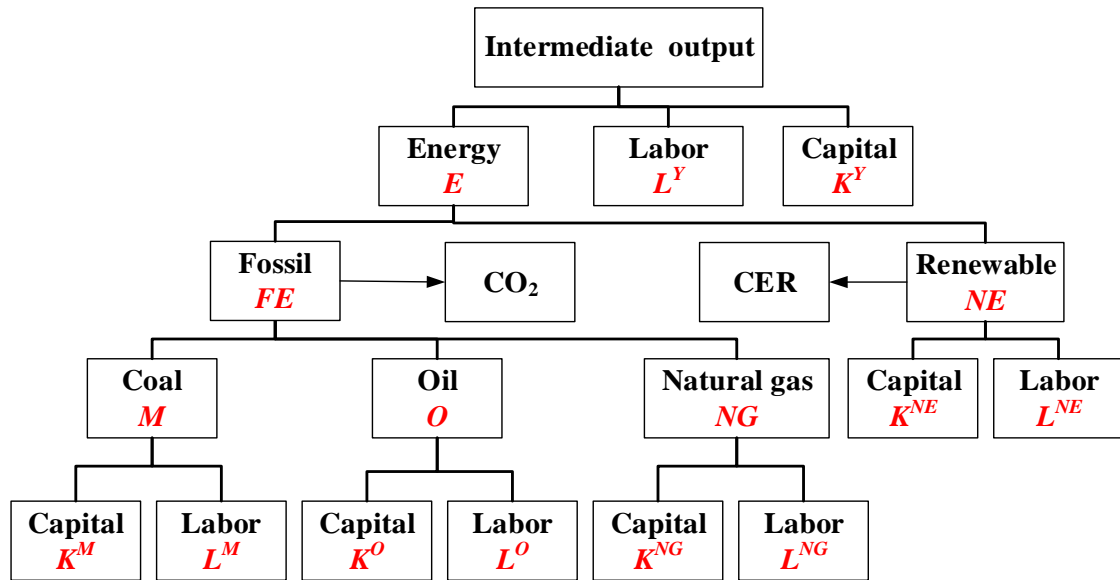 Intermediate output
Energy
E
Labor
L^Y
Capital
K^Y
Fossil
FE
CO₂
CER
Renewable
NE
Coal
M
Oil
O
Natural gas
NG
Capital
K^NE
Labor
L^NE
Capital
K^M
Labor
L^M
Capital
K^O
Labor
L^O
Capital
K^NG
Labor
L^NG